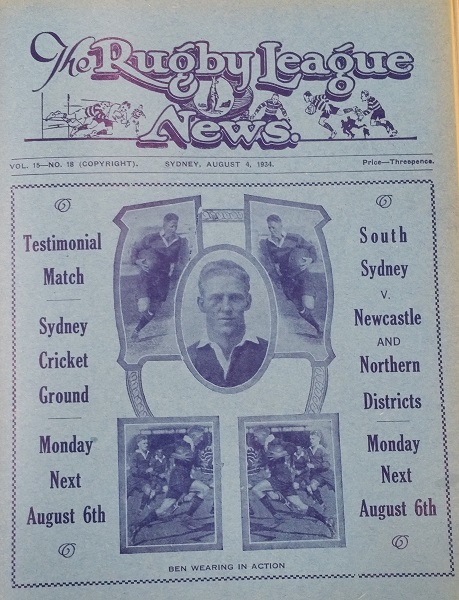 The Rugby League
News.
VOL. 15—NO. 18 (COPYRIGHT). SYDNEY, AUGUST 4, 1934. Price—Threepence.
Testimonial
Match
Sydney
Cricket
Ground
Monday
Next
August 6th
South
Sydney
v.
Newcastle
AND
Northern
Districts
Monday
Next
August 6th
BEN WEARING IN ACTION